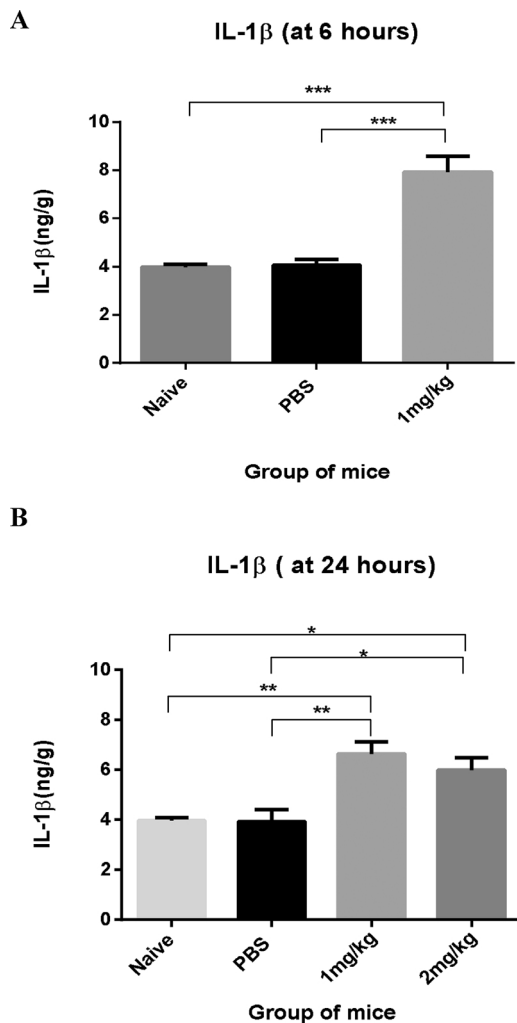 A
IL-1β (at 6 hours)
***
***
10
8
6
4
2
0
IL-1β(ng/g)
Naive
PBS
1mg/kg
Group of mice
B
IL-1β ( at 24 hours)
*
*
**
**
10
8
6
4
2
0
IL-1β(ng/g)
Naive
PBS
1mg/kg
2mg/kg
Group of mice